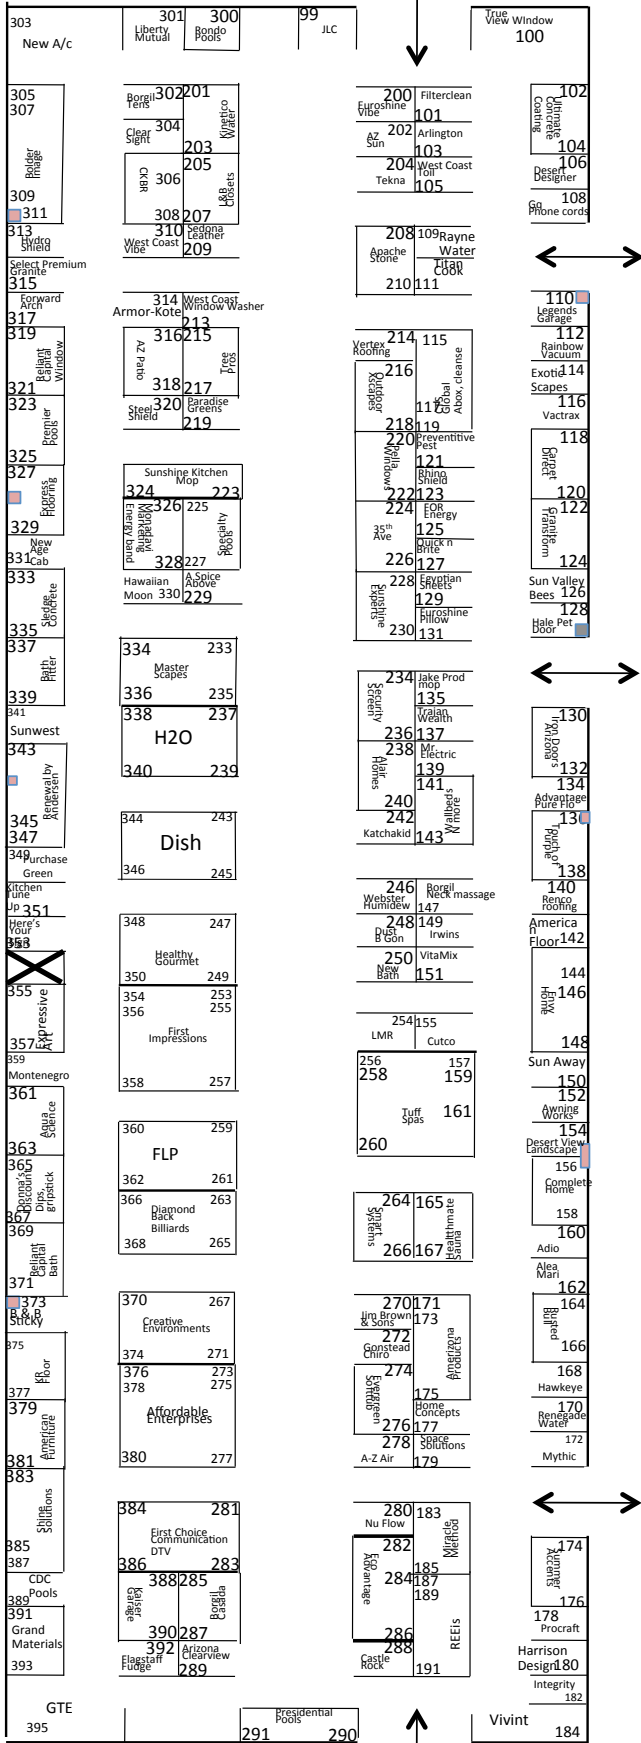 303
New A/c
301
Liberty
Mutual
300
Rondo
Pools
99
JLC
True
View WIndow
100
305
307
Bolder
Image
309
311
313
Hydro
Shield
Select Premium
Granite
315
Forward
Arch
317
319
Reliant
Capital
Window
321
323
Premier
Pools
325
327
Express
Flooring
329
New
Age
331
Cab
333
Sledge
Concrete
335
337
Bath
Fitter
339
341
Sunwest
343
Renewal by
Andersen
345
347
349
Purchase
Green
Kitchen
Tune
Up
351
Here's
Your
353
355
Expressive
Art
357
359
Montenegro
361
Aqua
Science
363
365
Discount
Dips,
gripstick
367
369
Reliant
Capital
Bath
371
373
B & B
Sticky
375
KR
Floor
377
379
American
Furniture
381
383
Shine
Solutions
385
387
CDC
Pools
389
391
Grand
Materials
393
GTE
395
302
Borgil
Tens
201
Kinetico
Water
304
Clear
Sight
203
205
CKBR
306
L&B
Closets
308
207
310
West Coast
Vibe
Sedona
Leather
209
314
Armor-Kote
West Coast
Window Washer
213
316
215
AZ Patio
Tree
Pros
318
217
Steel
Shield
320
Paradise
Greens
219
Sunshine Kitchen
Mop
324
223
326
225
Monadavi
Marketing
Energy band
Specialty
Pools
328
227
Hawaiian
Moon
330
A Spice
Above
229
334
233
Master
Scapes
336
235
338
237
H2O
340
239
344
243
Dish
346
245
348
247
Healthy
Gourmet
350
249
354
253
356
255
First
Impressions
358
257
360
259
FLP
362
261
366
263
Diamond
Back
Billiards
368
265
370
267
Creative
Environments
374
271
376
273
378
275
Affordable
Enterprises
380
277
384
281
First Choice
Communication
DTV
386
283
388
285
Kaiser
Garage
Borgil
Casida
390
287
392
Flagstaff
Fudge
Arizona
Clearview
289
Presidential
Pools
291
290
200
Euroshine
Vibe
Filterclean
101
202
AZ
Sun
Arlington
103
204
Tekna
West Coast
Toll
105
208
109
Rayne
Water
Apache
Stone
Titan
Cook
210
111
214
115
Vertex
Roofing
216
Outdoor
Xscapes
CG
Global
Abox, cleanse
117
218
119
220
Preventitive
Pest
Pella
Windows
121
Rhino
Shield
222
123
224
EOR
Energy
35th
Ave
125
Quick n
Brite
226
127
228
Egyptian
Sheets
Sunshine
Experts
129
Euroshine
Pillow
230
131
234
Jake Prod
mop
Security
Screen
135
Trajan
Wealth
236
137
238
Mr.
Electric
Alair
Homes
139
141
240
Wallbeds
N more
242
Katchakid
143
246
Webster
Humidew
Borgil
Neck massage
147
248
149
Dust
B Gon
Irwins
250
New
Bath
VitaMix
151
254
155
LMR
Cutco
256
157
258
159
Tuff
Spas
161
260
264
165
Smart
Systems
Healthmate
Sauna
266
167
270
171
Jim Brown
& Sons
173
272
Gonstead
Chiro
Amerizona
Products
274
Evergreen
Softtub
175
Home
Concepts
276
177
278
A-Z Air
Space
Solutions
179
280
183
Nu Flow
Miracle
Method
282
Eco
Advantage
185
284
187
189
286
REEis
288
Castle
Rock
191
102
Ultimate
Concrete
Coating
104
106
Desert
Designer
108
Gq
Phone cords
110
Legends
Garage
112
Rainbow
Vacuum
Exotic
114
Scapes
116
Vactrax
118
Carpet
Direct
120
122
Granite
Transform
124
Sun Valley
Bees
126
128
Hale Pet
Door
130
Iron Doors
Arizona
132
134
Advantage
Pure Flo
136
Touch of
Purple
138
140
Renco
roofing
America
n
Floor
142
144
Envy
Home
146
148
Sun Away
150
152
Awning
Works
154
Desert View
Landscape
156
Complete
Home
158
160
Adio
Alea
Mari
162
164
Rusted
Bull
166
168
Hawkeye
170
Renegade
Water
172
Mythic
174
Summer
Accents
176
178
Procraft
Harrison
Design
180
Integrity
182
Vivint
184